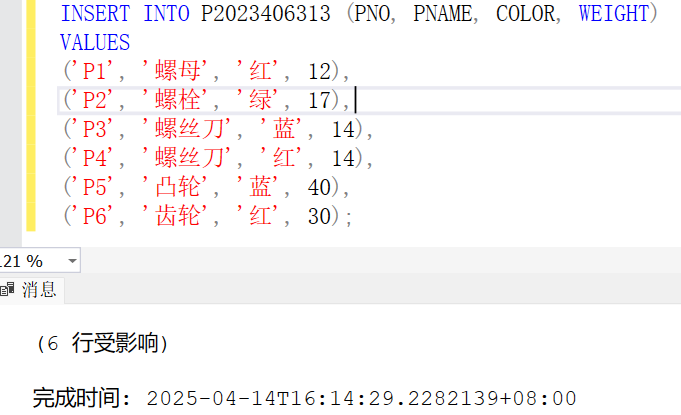 INSERT INTO P2023406313 (PNO, PNAME, COLOR, WEIGHT)
VALUES
('P1', '螺母', '红', 12),
('P2', '螺栓', '绿', 17),
('P3', '螺丝刀', '蓝', 14),
('P4', '螺丝刀', '红', 14),
('P5', '凸轮', '蓝', 40),
('P6', '齿轮', '红', 30);
121 %
消息
(6 行受影响)
完成时间: 2025-04-14T16:14:29.2282139+08:00